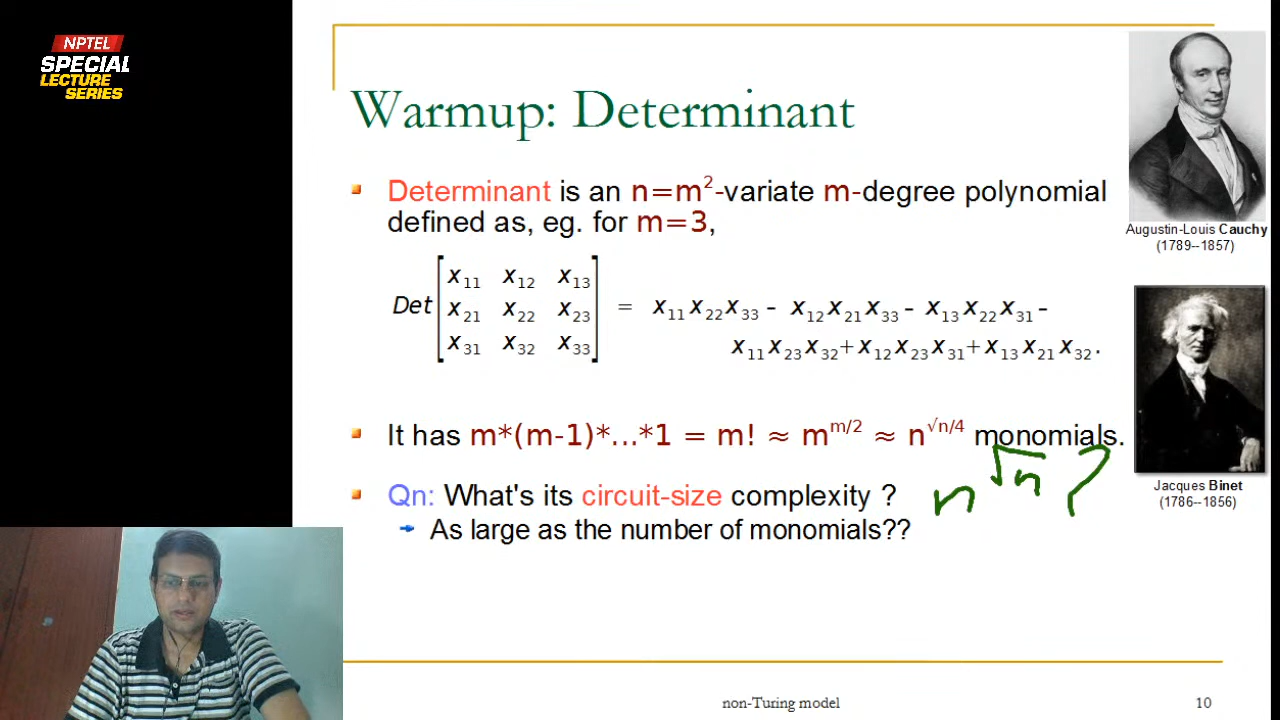 NPTEL
SPECIAL
LECTURE
SERIES
Warmup: Determinant
Determinant is an n=m²-variate m-degree polynomial
defined as, eg. for m=3,
Det [ x₁₁ x₁₂ x₁₃
x₂₁ x₂₂ x₂₃
x₃₁ x₃₂ x₃₃ ] = x₁₁x₂₂x₃₃ - x₁₂x₂₁x₃₃ - x₁₃x₂₂x₃₁ -
x₁₁x₂₃x₃₂+x₁₂x₂₃x₃₁+x₁₃x₂₁x₃₂.
It has m*(m-1)*...*1 = m! ≈ m^{m/2} ≈ n^{√n/4} monomials.
Qn: What's its circuit-size complexity ?
As large as the number of monomials??
n^{√n} ?
Augustin-Louis Cauchy
(1789--1857)
Jacques Binet
(1786--1856)
non-Turing model
10